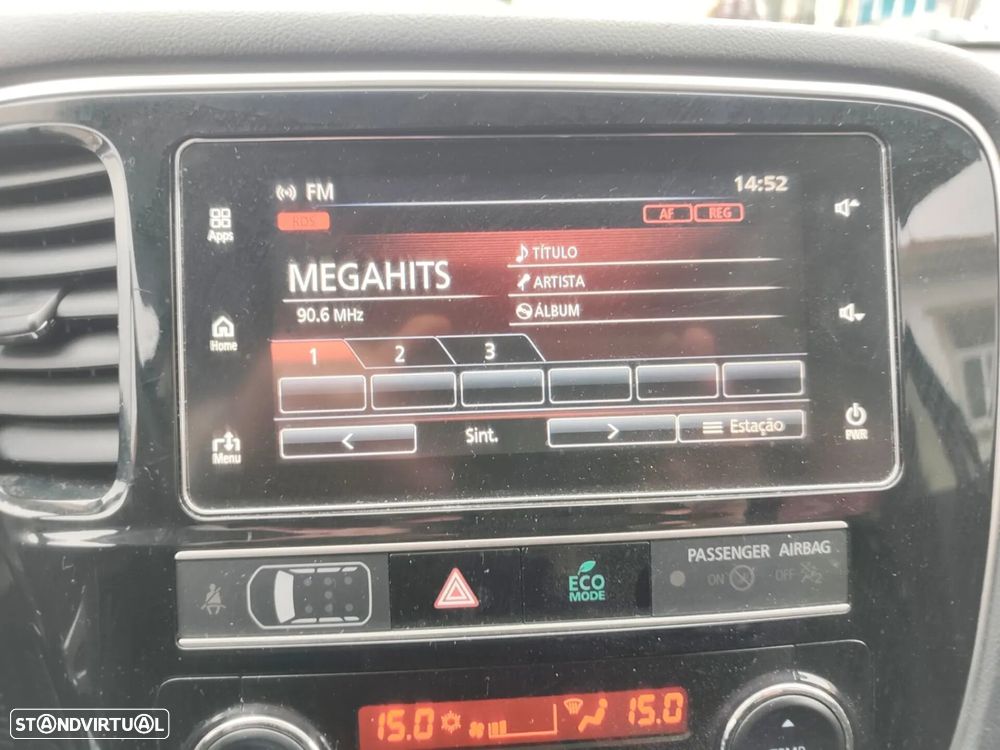 FM
14:52
Apps
RDS
AF REG
TÍTULO
MEGAHITS
ARTISTA
90.6 MHz
ÁLBUM
Home
1 2 3
< Sint. > Estação
Menu
PWR
PASSENGER AIRBAG
ON OFF
ECO
MODE
15.0 15.0
TEMP
STANDVIRTUAL